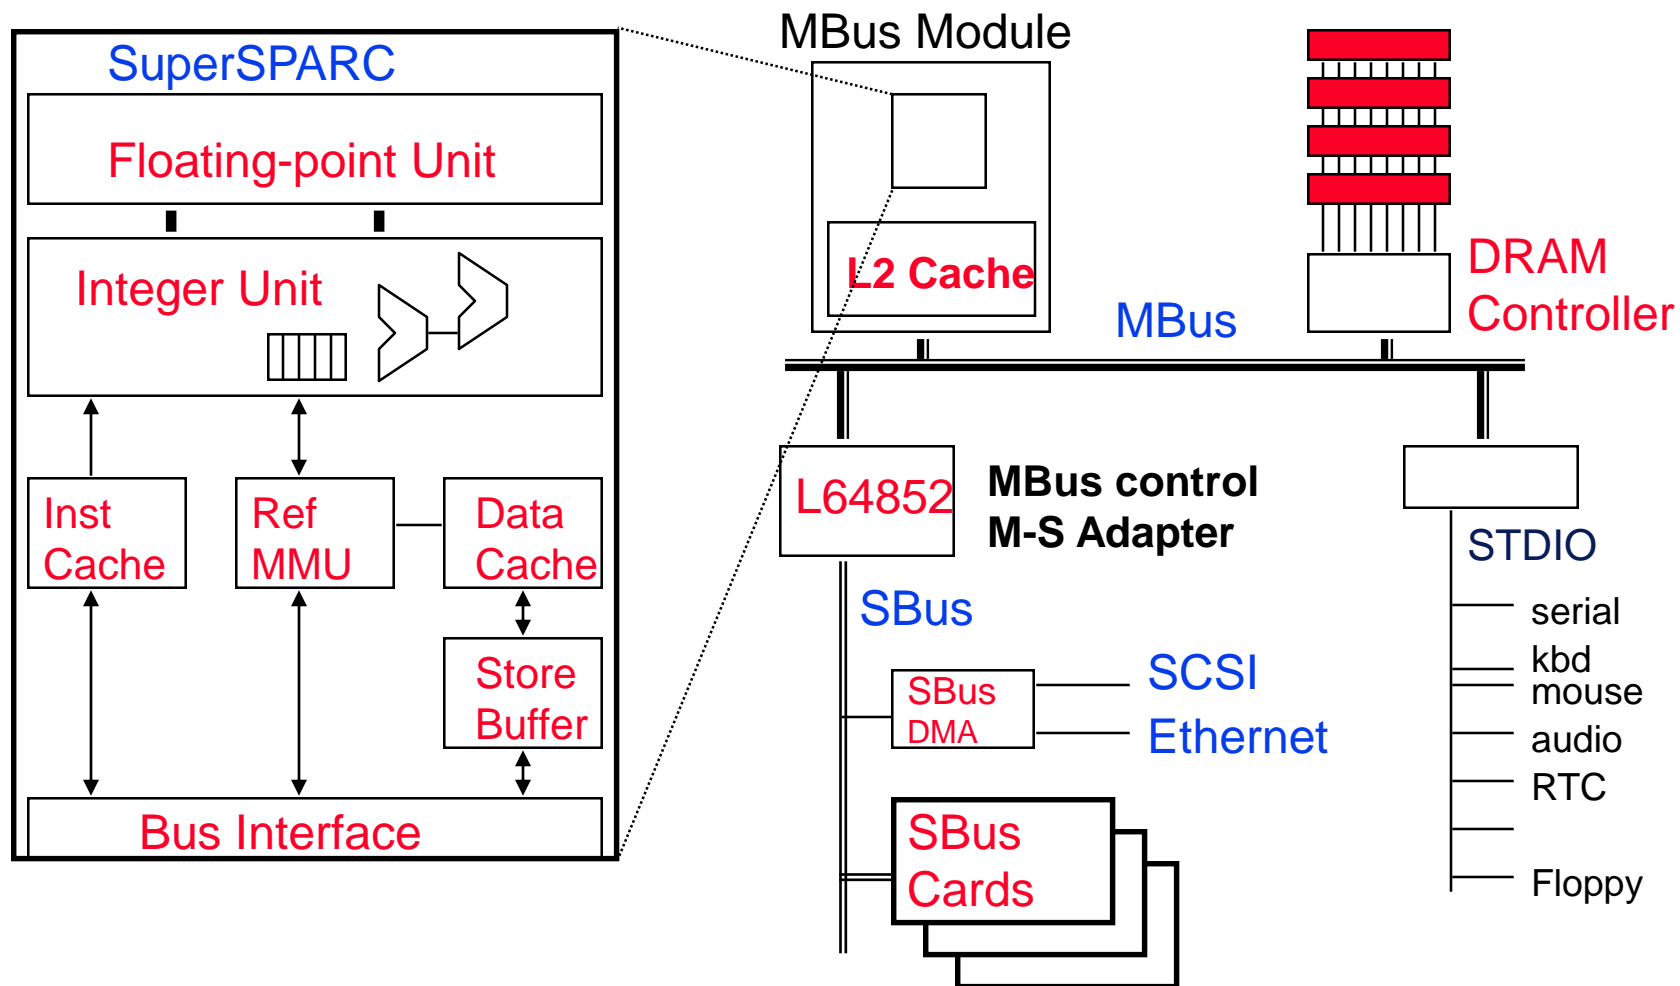 SuperSPARC
Floating-point Unit
Integer Unit
Inst
Cache
Ref
MMU
Data
Cache
Store
Buffer
Bus Interface
MBus Module
L2 Cache
MBus
DRAM
Controller
L64852
MBus control
M-S Adapter
STDIO
serial
kbd
mouse
audio
RTC
Floppy
SBus
SBus
DMA
SCSI
Ethernet
SBus
Cards